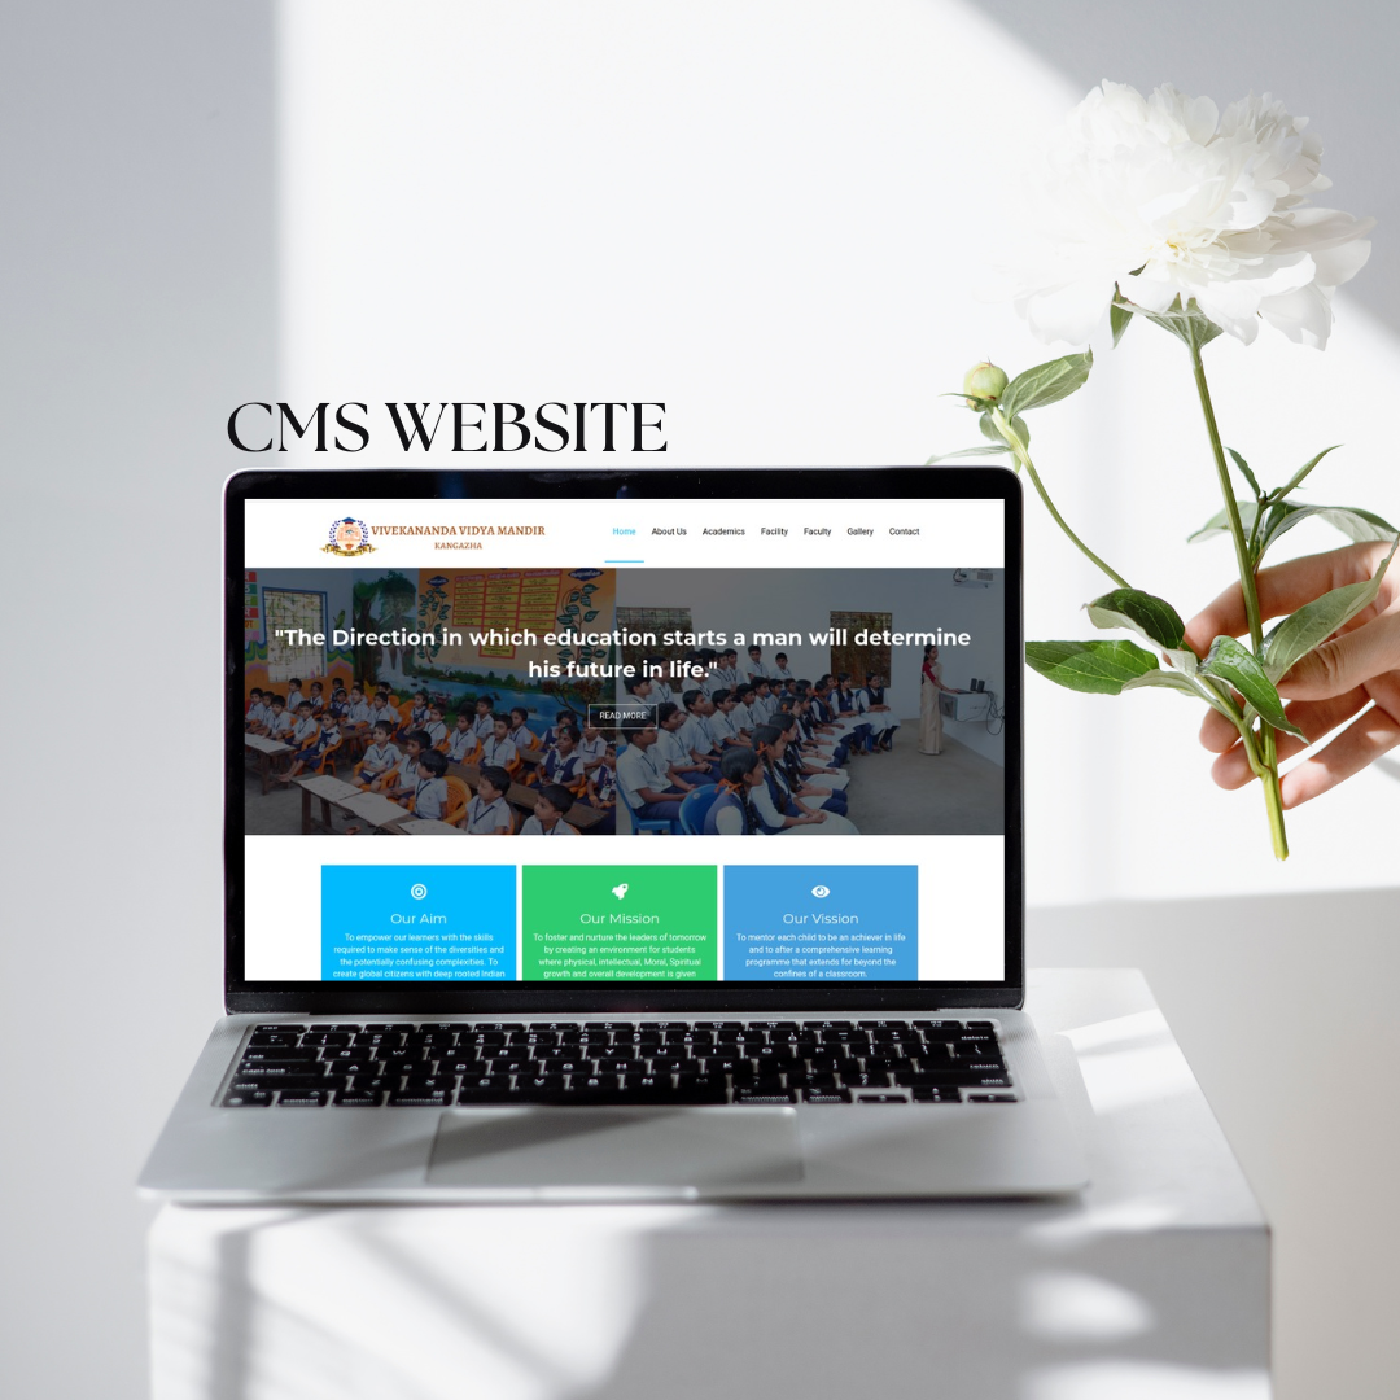 CMS WEBSITE
VIVEKANANDA VIDYA MANDIR
KANGAZHA
Home About Us Academics Facility Faculty Gallery Contact
"The Direction in which education starts a man will determine
his future in life."
READ MORE
Our Aim
To empower our learners with the skills
required to make sense of the diversities and
the potentially confusing complexities. To
create global citizens with deep rooted Indian
Our Mission
To foster and nurture the leaders of tomorrow
by creating an environment for students
where physical, intellectual, Moral, Spiritual
growth and overall development is given
Our Vission
To mentor each child to be an achiever in life
and to after a comprehensive learning
programme that extends for beyond the
confines of a classroom.